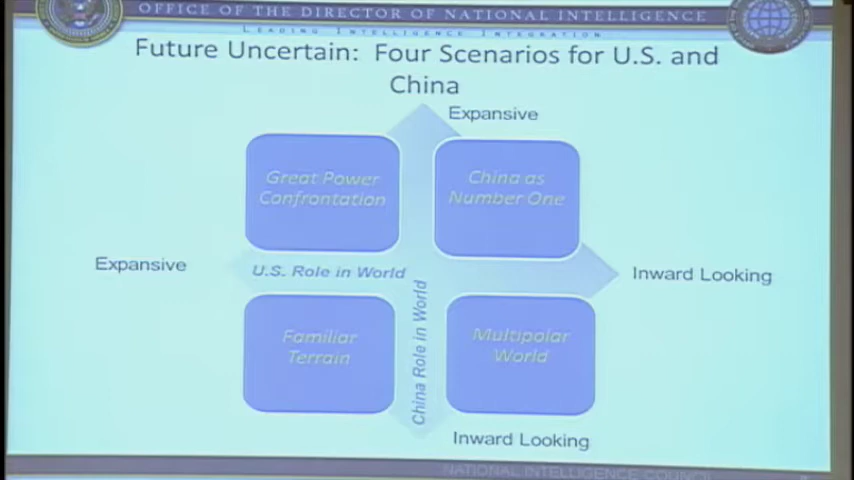 OFFICE OF THE DIRECTOR OF NATIONAL INTELLIGENCE
LEADING INTELLIGENCE INTEGRATION
Future Uncertain: Four Scenarios for U.S. and
China
Expansive
Great Power
Confrontation
China as
Number One
Expansive
U.S. Role in World
Inward Looking
China Role in World
Familiar
Terrain
Multipolar
World
Inward Looking
NATIONAL INTELLIGENCE COUNCIL